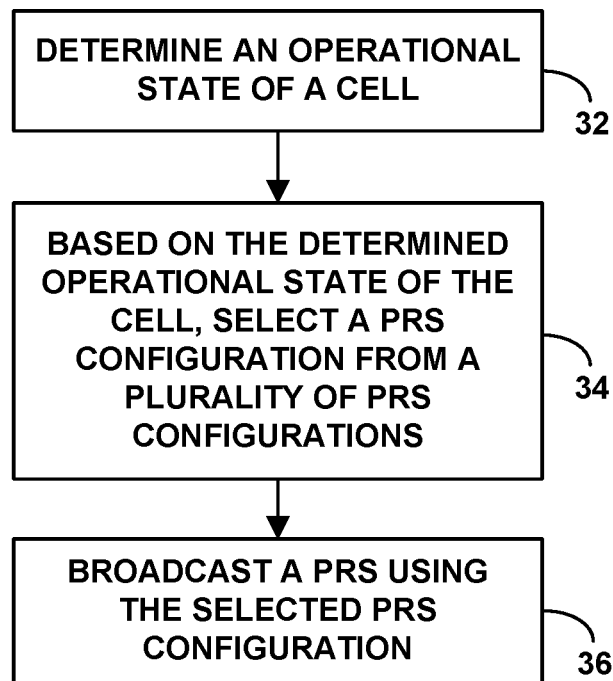 DETERMINE AN OPERATIONAL
STATE OF A CELL
32
BASED ON THE DETERMINED
OPERATIONAL STATE OF THE
CELL, SELECT A PRS
CONFIGURATION FROM A
PLURALITY OF PRS
CONFIGURATIONS
34
BROADCAST A PRS USING
THE SELECTED PRS
CONFIGURATION
36